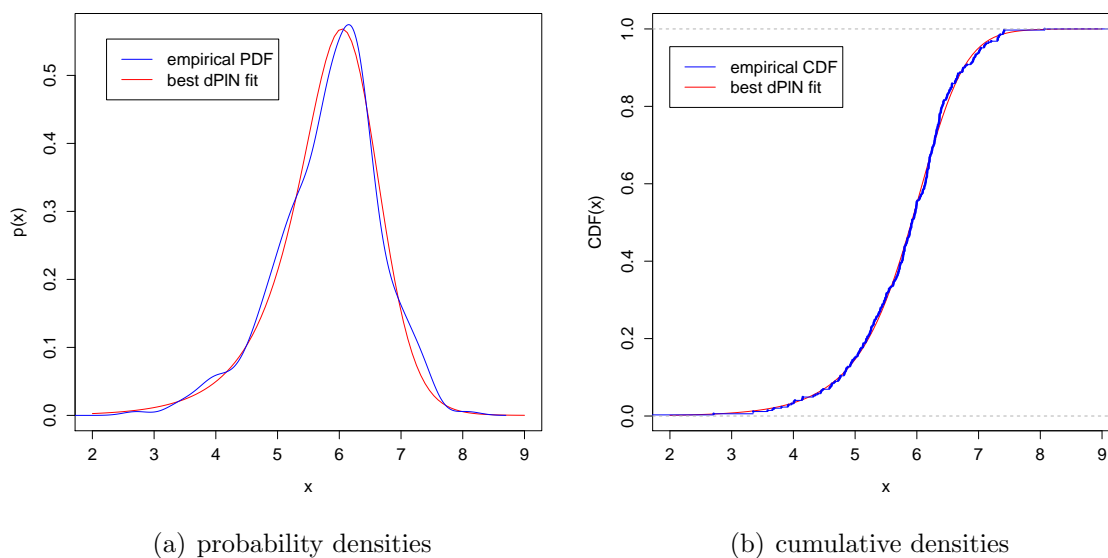 empirical PDF
best dPlN fit
p(x)
0.0 0.1 0.2 0.3 0.4 0.5
2 3 4 5 6 7 8 9
x
(a) probability densities
empirical CDF
best dPlN fit
CDF(x)
0.0 0.2 0.4 0.6 0.8 1.0
2 3 4 5 6 7 8 9
x
(b) cumulative densities